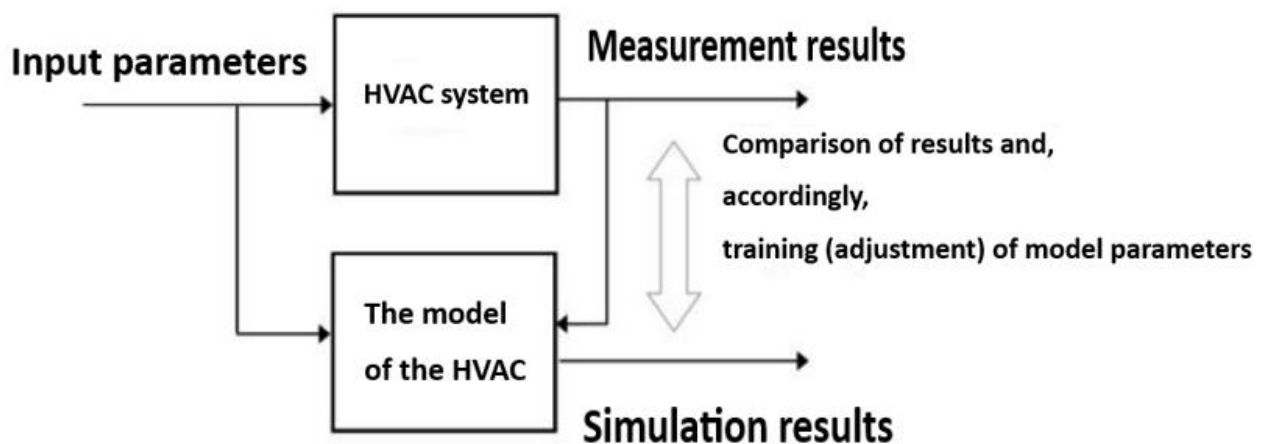 Input parameters
HVAC system
Measurement results
Comparison of results and,
accordingly,
training (adjustment) of model parameters
The model
of the HVAC
Simulation results